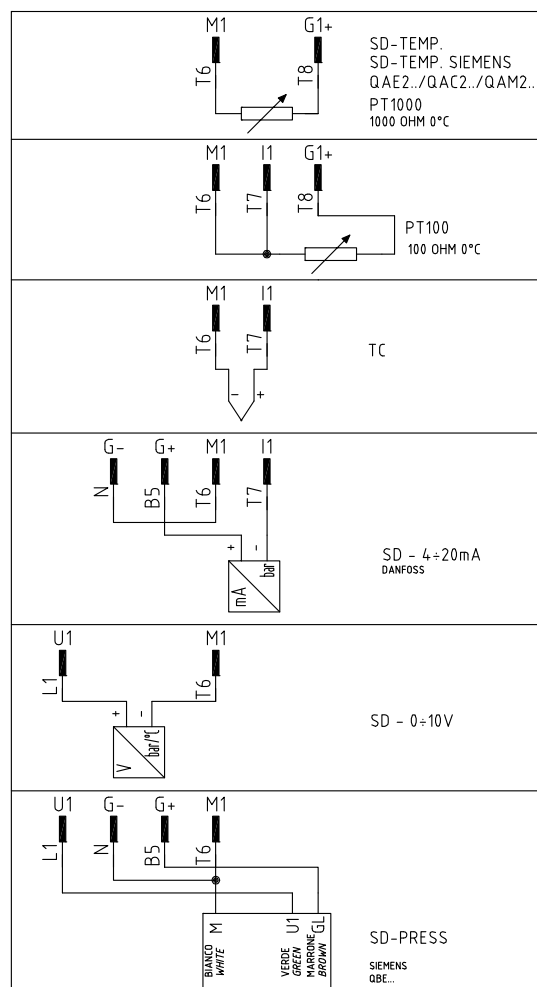 M1 G1+
T6 T8
SD-TEMP.
SD-TEMP. SIEMENS
QAE2../QAC2../QAM2..
PT1000
1000 OHM 0°C
M1 I1 G1+
T6 T7 T8
PT100
100 OHM 0°C
M1 I1
T6 T7
- +
TC
G- G+ M1 I1
N B5 T6 T7
+ -
mA bar
SD - 4÷20mA
DANFOSS
U1 M1
L1 T6
+ -
V bar/°C
SD - 0÷10V
U1 G- G+ M1
L1 N B5 T6
M U1 GL
BIANCO VERDE MARRONE
WHITE GREEN BROWN
SD-PRESS
SIEMENS
QBE...